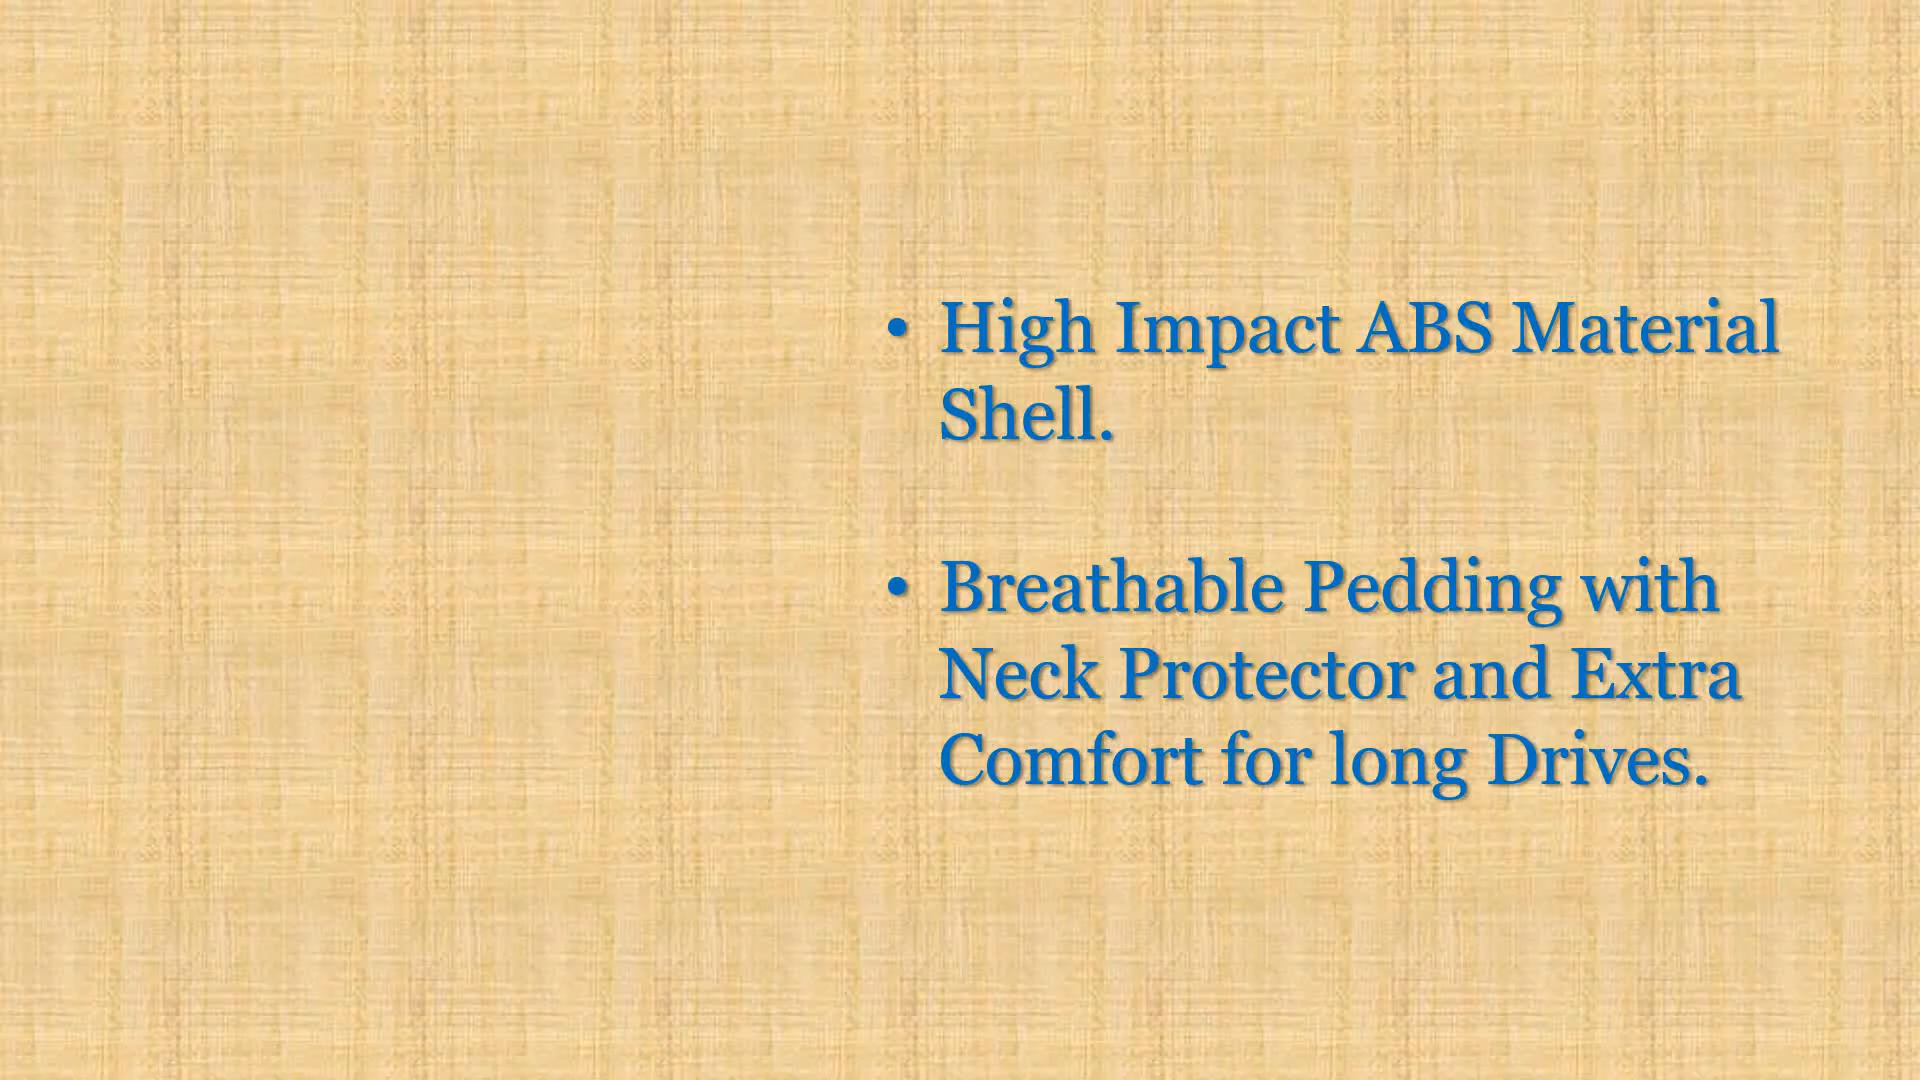 • High Impact ABS Material
Shell.
• Breathable Pedding with
Neck Protector and Extra
Comfort for long Drives.